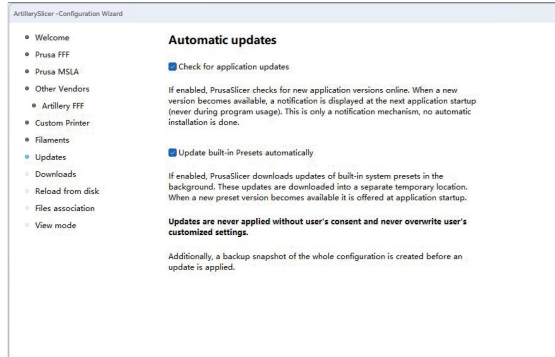 ArtillerySlicer -Configuration Wizard
Welcome
Prusa FFF
Prusa MSLA
Other Vendors
Artillery FFF
Custom Printer
Filaments
Updates
Downloads
Reload from disk
Files association
View mode
Automatic updates
Check for application updates
If enabled, PrusaSlicer checks for new application versions online. When a new
version becomes available, a notification is displayed at the next application startup
(never during program usage). This is only a notification mechanism, no automatic
installation is done.
Update built-in Presets automatically
If enabled, PrusaSlicer downloads updates of built-in system presets in the
background. These updates are downloaded into a separate temporary location.
When a new preset version becomes available it is offered at application startup.
Updates are never applied without user's consent and never overwrite user's
customized settings.
Additionally, a backup snapshot of the whole configuration is created before an
update is applied.